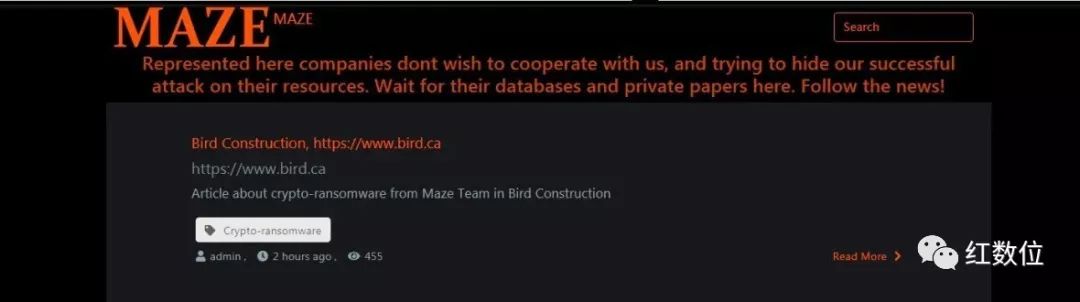 MAZE MAZE
Search
Represented here companies dont wish to cooperate with us, and trying to hide our successful
attack on their resources. Wait for their databases and private papers here. Follow the news!
Bird Construction, https://www.bird.ca
https://www.bird.ca
Article about crypto-ransomware from Maze Team in Bird Construction
Crypto-ransomware
admin , 2 hours ago , 455
Read More
红数位